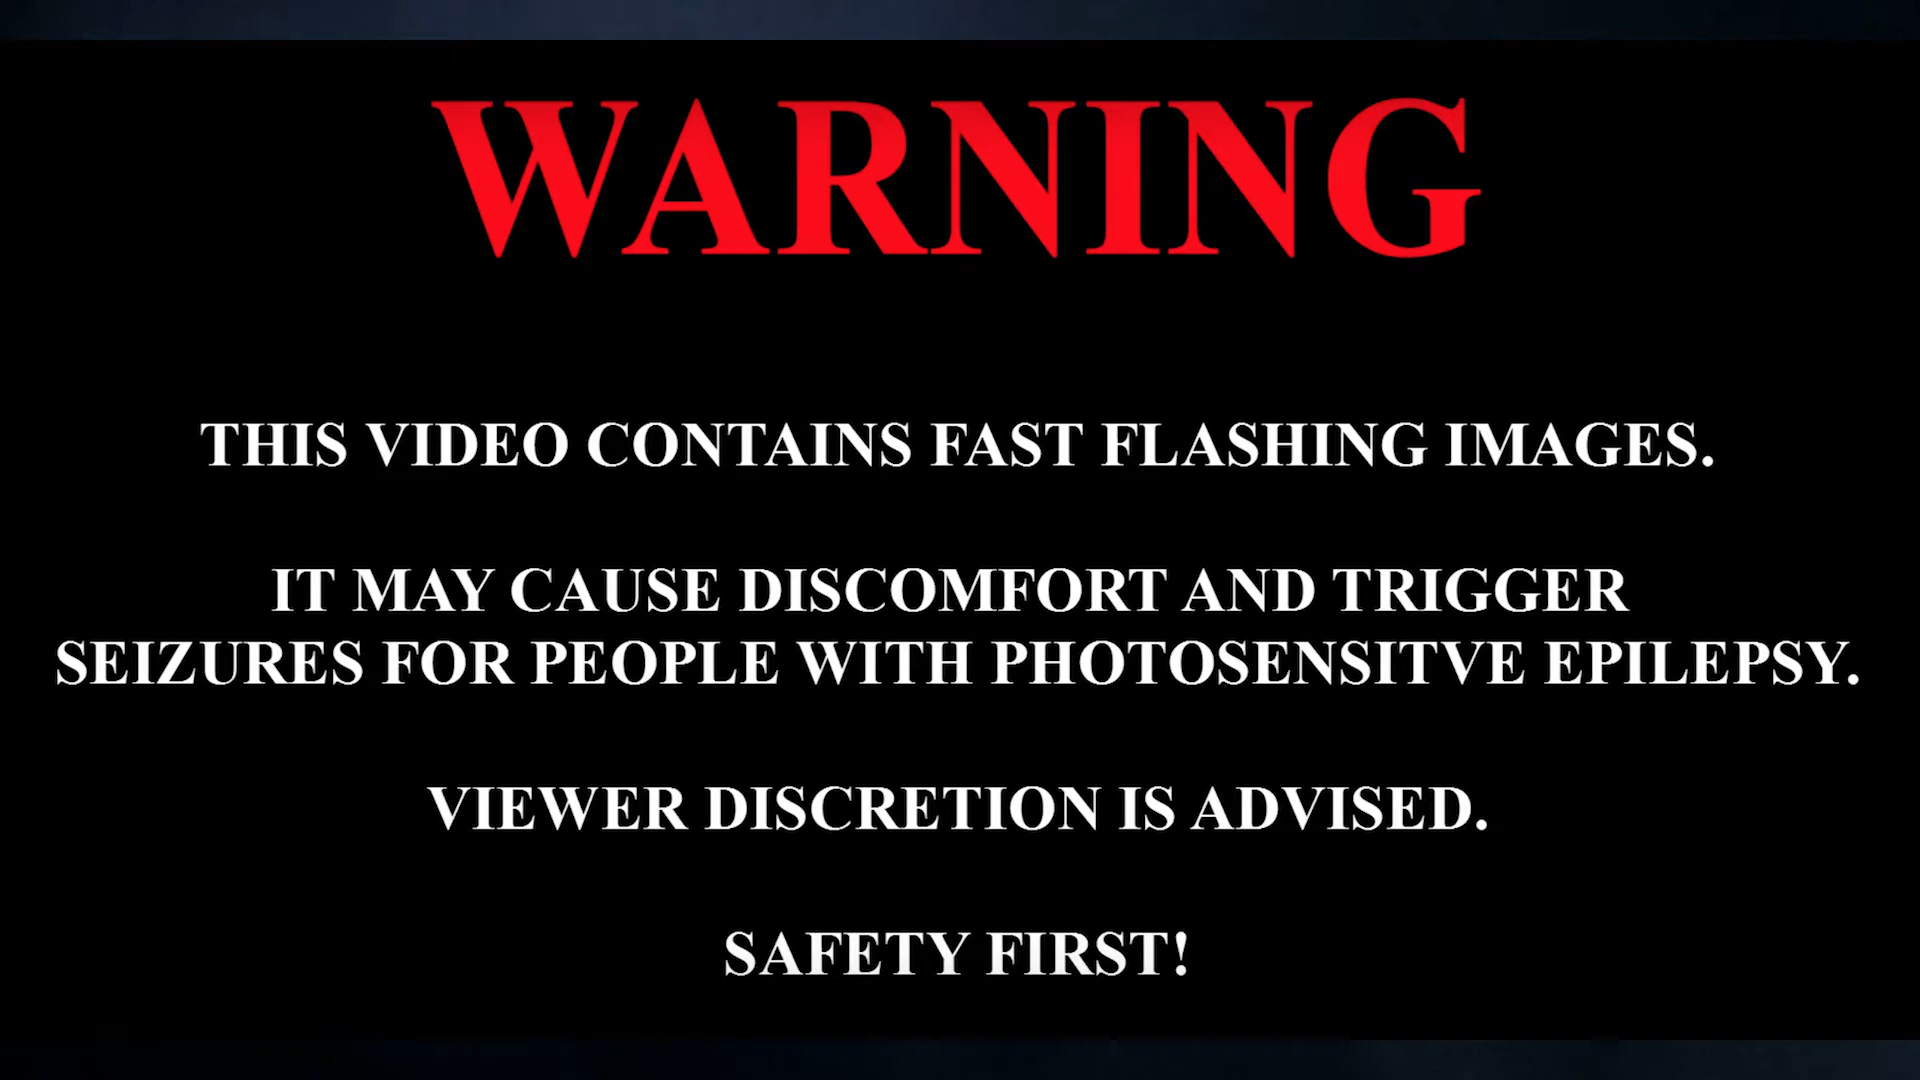 WARNING
THIS VIDEO CONTAINS FAST FLASHING IMAGES.
IT MAY CAUSE DISCOMFORT AND TRIGGER
SEIZURES FOR PEOPLE WITH PHOTOSENSITVE EPILEPSY.
VIEWER DISCRETION IS ADVISED.
SAFETY FIRST!